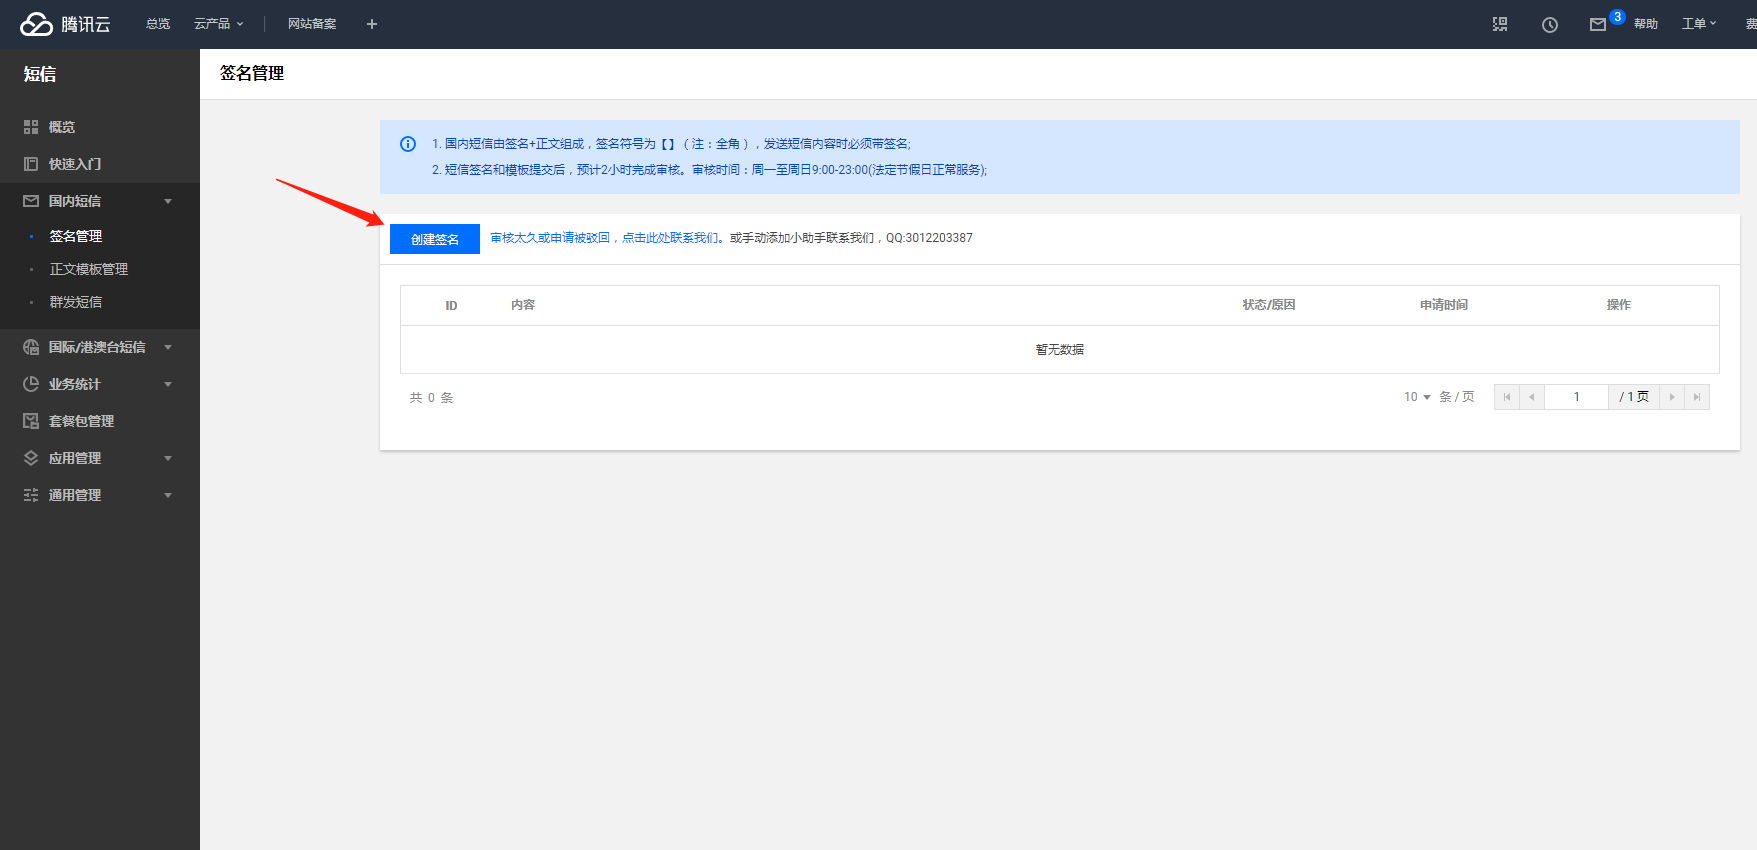 腾讯云 总览 云产品 网站备案 + 3 帮助 工单 费
短信
签名管理
概览
快速入门
国内短信
签名管理
正文模板管理
群发短信
国际/港澳台短信
业务统计
套餐包管理
应用管理
通用管理
1. 国内短信由签名+正文组成，签名符号为【】（注：全角），发送短信内容时必须带签名;
2. 短信签名和模板提交后，预计2小时完成审核。审核时间：周一至周日9:00-23:00(法定节假日正常服务);
创建签名 审核太久或申请被驳回，点击此处联系我们。或手动添加小助手联系我们，QQ:3012203387
ID 内容 状态/原因 申请时间 操作
暂无数据
共 0 条 10 条 / 页 1 / 1 页